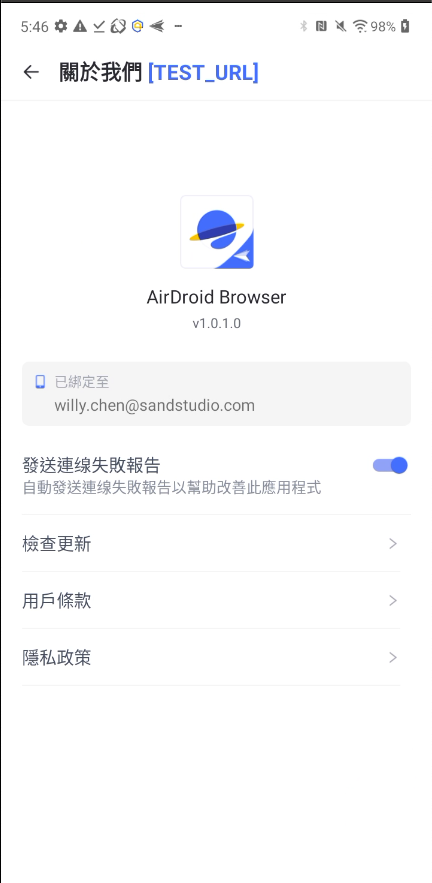 5:46
98%
關於我們 [TEST_URL]
AirDroid Browser
v1.0.1.0
已綁定至
willy.chen@sandstudio.com
發送連線失敗報告
自動發送連線失敗報告以幫助改善此應用程式
檢查更新
用戶條款
隱私政策